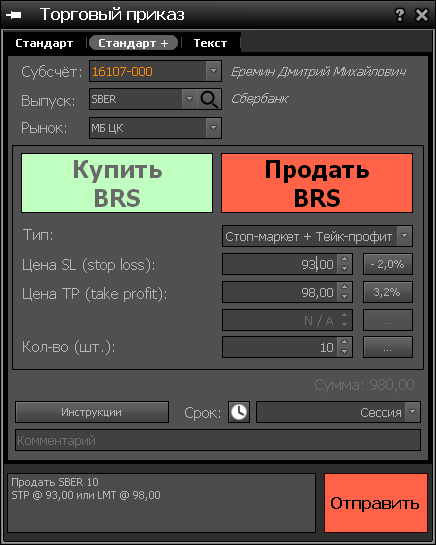 Торговый приказ
Стандарт Стандарт + Текст
Субсчёт: 16107-000 Еремин Дмитрий Михайлович
Выпуск: SBER Сбербанк
Рынок: МБ ЦК
Купить BRS
Продать BRS
Тип: Стоп-маркет + Тейк-профит
Цена SL (stop loss): 93,00 - 2,0%
Цена TP (take profit): 98,00 3,2%
N / A ...
Кол-во (шт.): 10 ...
Сумма: 980,00
Инструкции Срок: Сессия
Комментарий
Продать SBER 10
STP @ 93,00 или LMT @ 98,00
Отправить